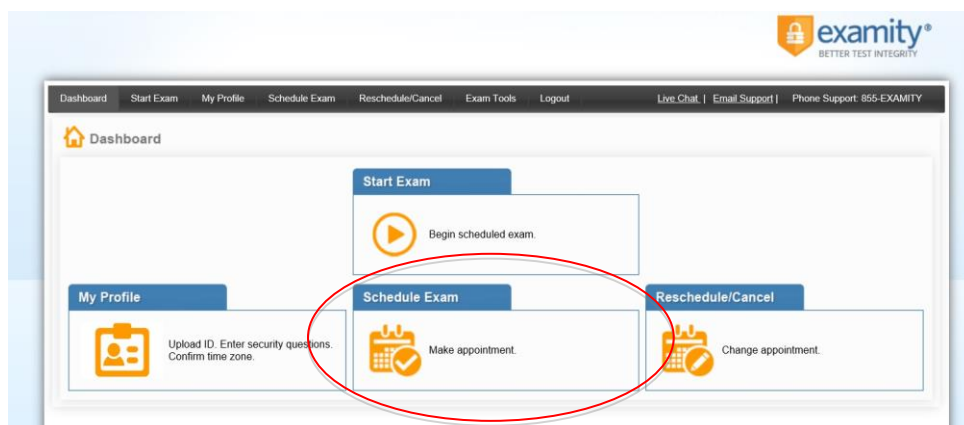 examity®
BETTER TEST INTEGRITY
Dashboard Start Exam My Profile Schedule Exam Reschedule/Cancel Exam Tools Logout Live Chat | Email Support | Phone Support: 855-EXAMITY
Dashboard
Start Exam
Begin scheduled exam.
My Profile
Upload ID. Enter security questions.
Confirm time zone.
Schedule Exam
Make appointment.
Reschedule/Cancel
Change appointment.